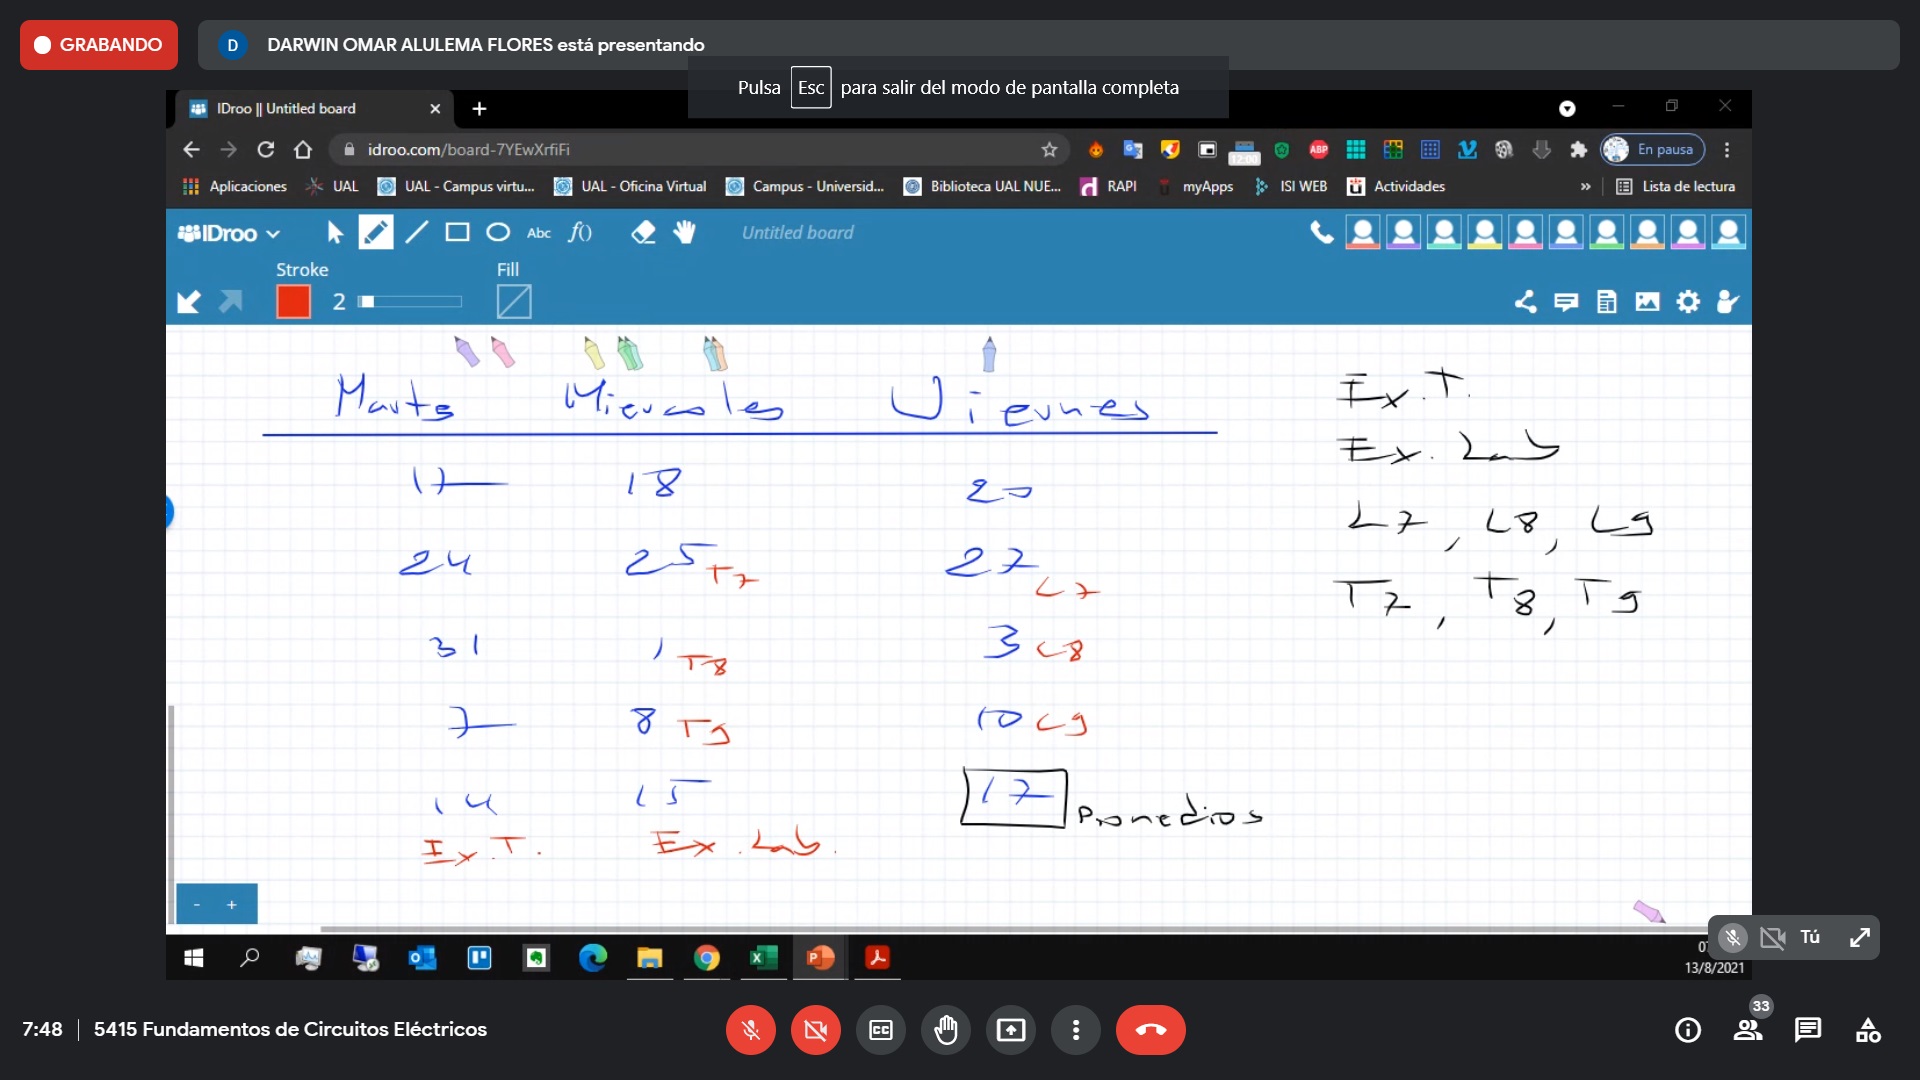 GRABANDO
D DARWIN OMAR ALULEMA FLORES está presentando
Pulsa Esc para salir del modo de pantalla completa
IDroo || Untitled board
idroo.com/board-7YEwXrfiFi
12:00
ABP
En pausa
Aplicaciones UAL UAL - Campus virtu... UAL - Oficina Virtual Campus - Universid... Biblioteca UAL NUE... RAPI myApps ISI WEB Actividades » Lista de lectura
IDroo Abc f() Untitled board
Stroke Fill
2
Marts Miercoles Viernes
17 18 20
24 25 T7 27 L7
31 1 T8 3 L8
7 8 T9 10 L9
14 15 17 Promedios
Ex.T. Ex. Lab.
Ex.T.
Ex. Lab
L7, L8, L9
T7, T8, T9
- +
Tú
13/8/2021
7:48 | 5415 Fundamentos de Circuitos Eléctricos
33